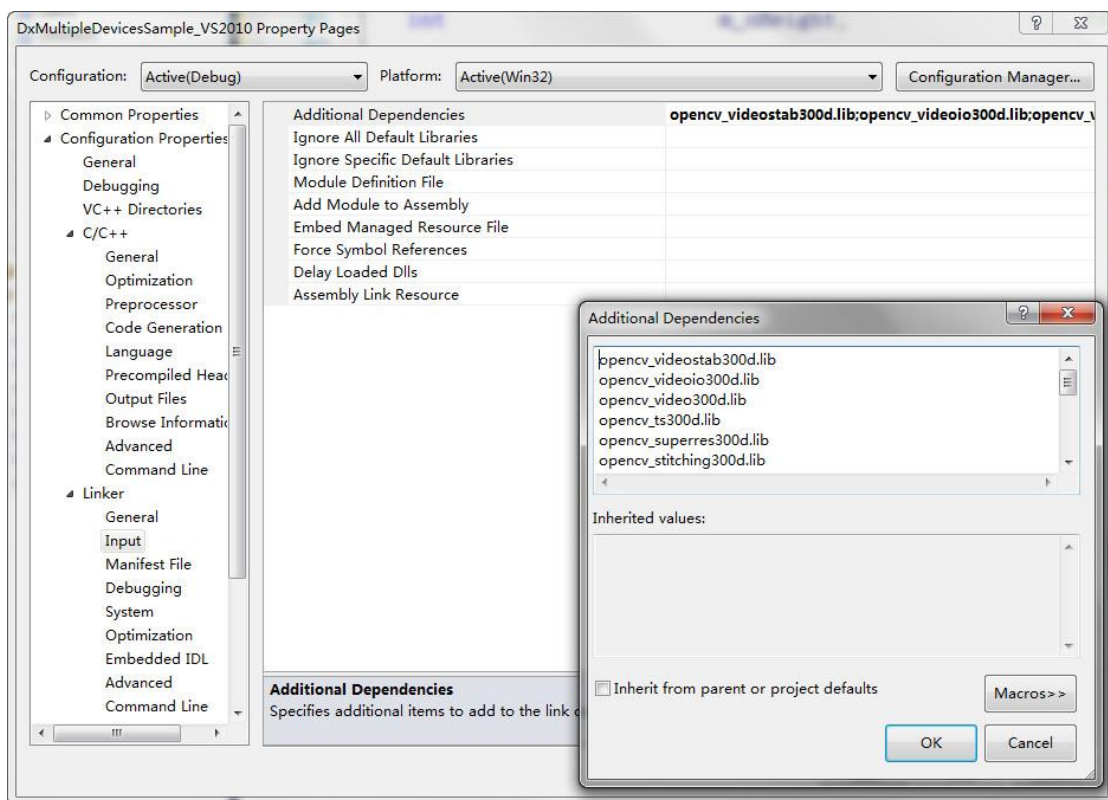 int m_nHeight;
DxMultipleDevicesSample_VS2010 Property Pages
Configuration: Active(Debug) Platform: Active(Win32) Configuration Manager...
Common Properties
Configuration Properties
General
Debugging
VC++ Directories
C/C++
General
Optimization
Preprocessor
Code Generation
Language
Precompiled Head
Output Files
Browse Informatic
Advanced
Command Line
Linker
General
Input
Manifest File
Debugging
System
Optimization
Embedded IDL
Advanced
Command Line
Additional Dependencies opencv_videostab300d.lib;opencv_videoio300d.lib;opencv_v
Ignore All Default Libraries
Ignore Specific Default Libraries
Module Definition File
Add Module to Assembly
Embed Managed Resource File
Force Symbol References
Delay Loaded Dlls
Assembly Link Resource
Additional Dependencies
Specifies additional items to add to the link c
Additional Dependencies
opencv_videostab300d.lib
opencv_videoio300d.lib
opencv_video300d.lib
opencv_ts300d.lib
opencv_superres300d.lib
opencv_stitching300d.lib
Inherited values:
Inherit from parent or project defaults
Macros>>
OK Cancel